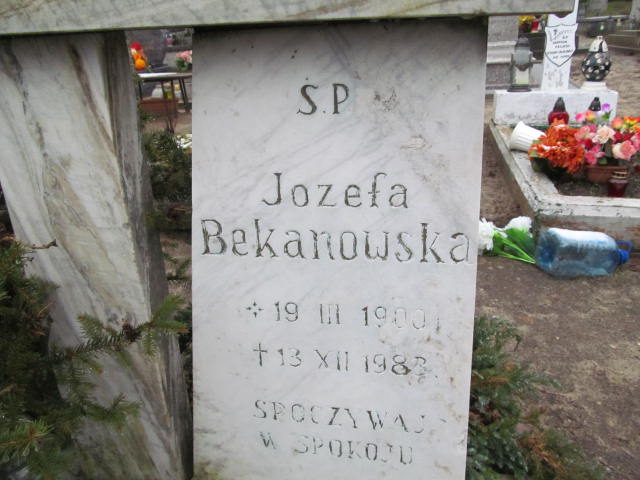 S.P
Jozefa
Bekanowska
* 19 III 1900
† 13 XII 1983
SPOCZYWAJ
W SPOKOJU